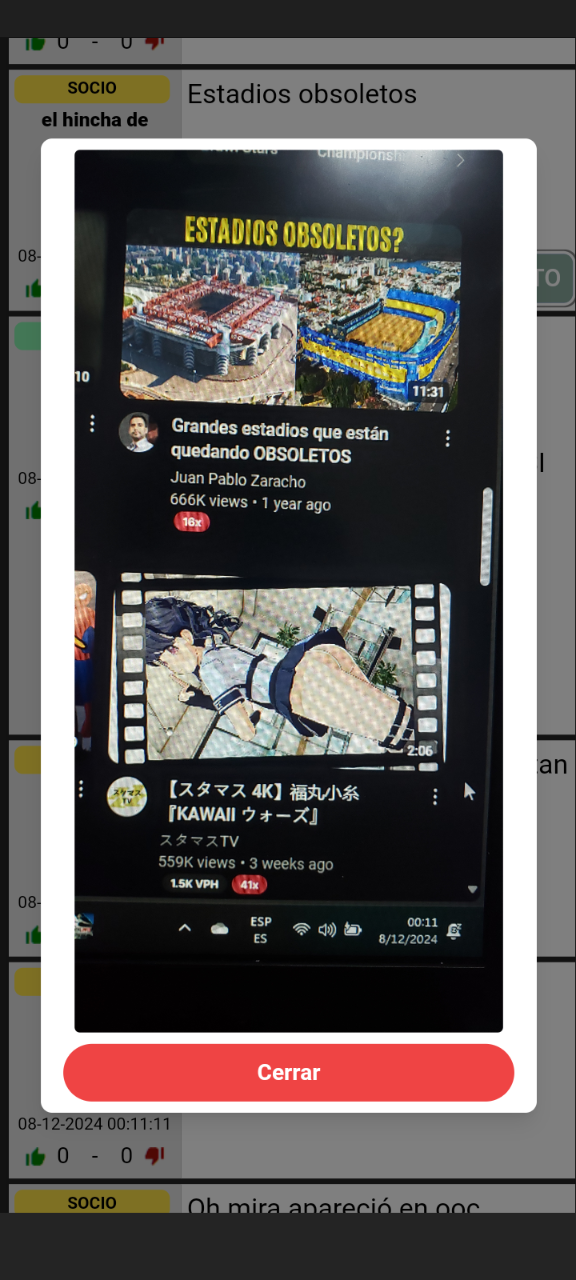 0 - 0
SOCIO
Estadios obsoletos
el hincha de
08-
TO
08-
08-
Championsh
ESTADIOS OBSOLETOS?
10
11:31
Grandes estadios que están
quedando OBSOLETOS
Juan Pablo Zaracho
666K views • 1 year ago
16x
2:06
【スタマス 4K】福丸小糸
『KAWAII ウォーズ』
スタマスTV
559K views • 3 weeks ago
1.5K VPH
41x
ESP
ES
00:11
8/12/2024
Cerrar
08-12-2024 00:11:11
0 - 0
SOCIO
Oh mira apareció en ooc